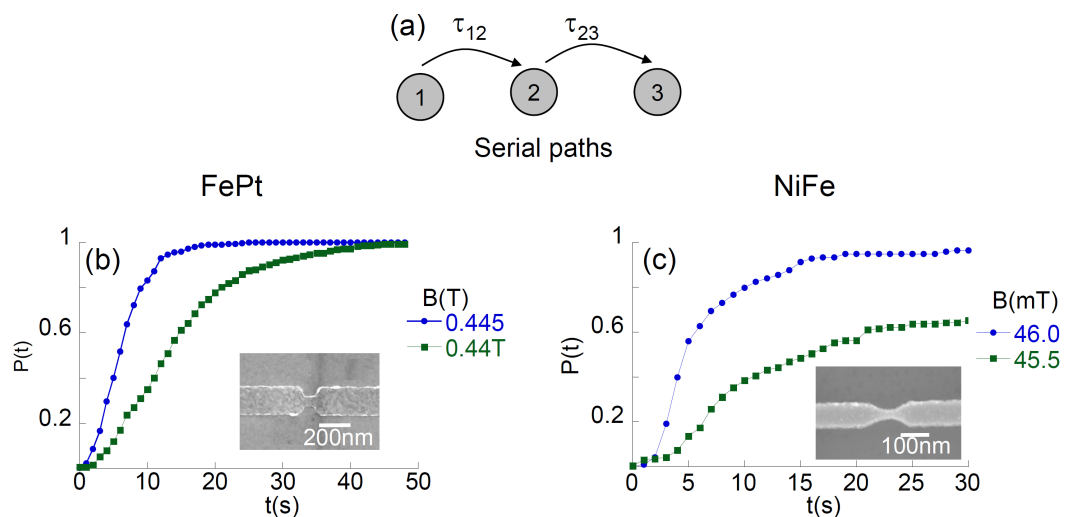 (a)
τ12
τ23
1
2
3
Serial paths
FePt
NiFe
(b)
P(t)
1
0.6
0.2
0
10
20
30
40
50
t(s)
B(T)
0.445
0.44T
200nm
(c)
P(t)
1
0.6
0.2
0
5
10
15
20
25
30
t(s)
B(mT)
46.0
45.5
100nm